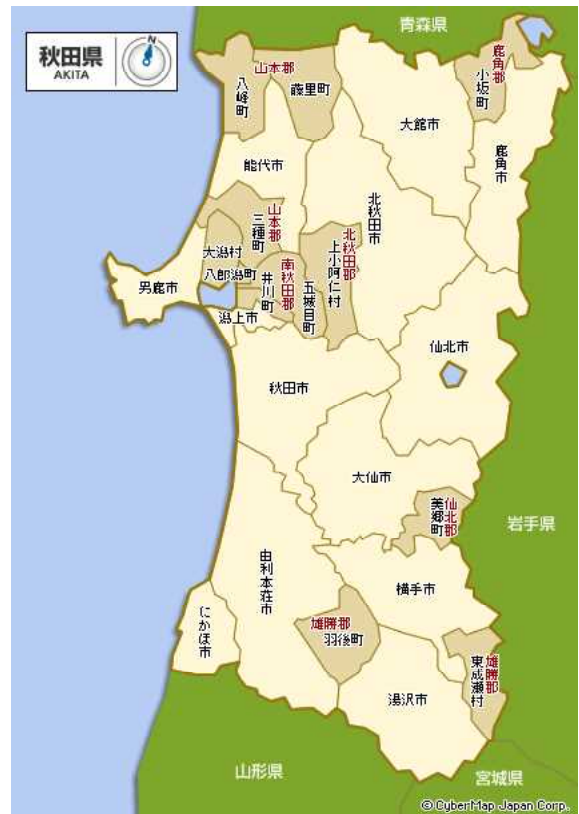 青森県
秋田県
AKITA
N
山本郡
八峰町
藤里町
鹿角郡
小坂町
大館市
鹿角市
能代市
北秋田市
山本郡
三種町
大潟村
八郎潟町
南秋田郡
井川町
五城目町
北秋田郡
上小阿仁村
男鹿市
潟上市
仙北市
秋田市
大仙市
仙北郡
美郷町
岩手県
由利本荘市
横手市
にかほ市
雄勝郡
羽後町
雄勝郡
東成瀬村
湯沢市
山形県
宮城県
© CyberMap Japan Corp.